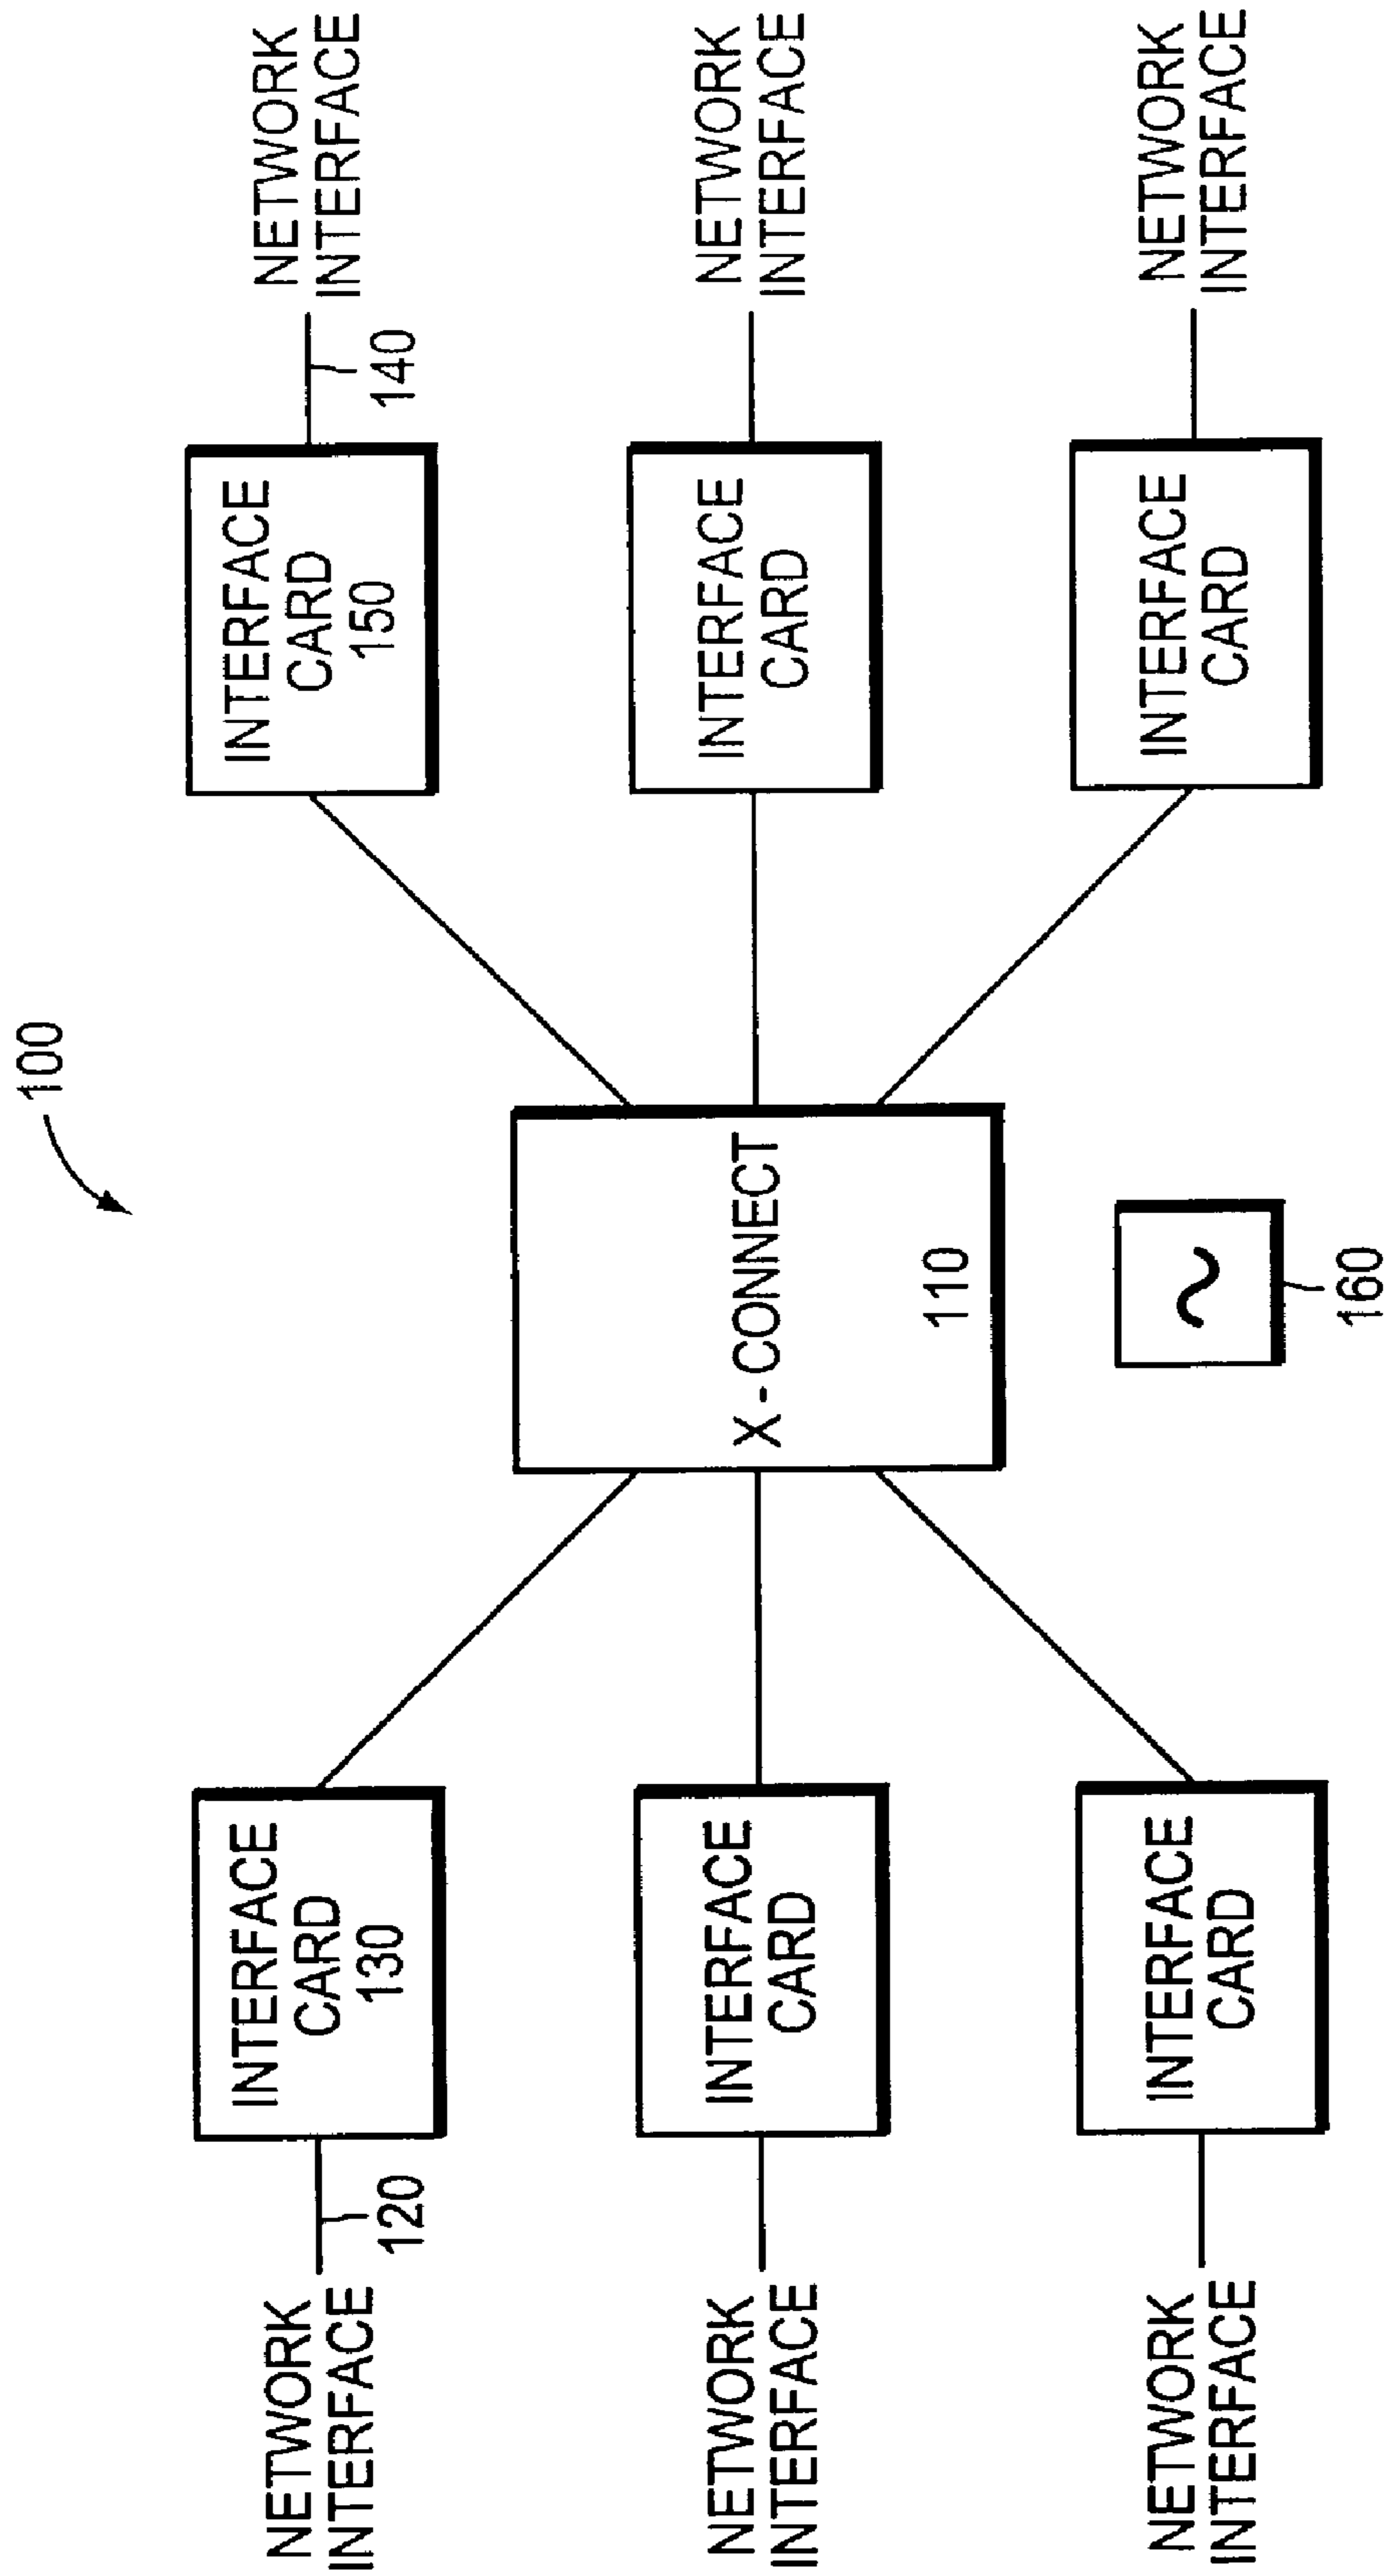 100
NETWORK
INTERFACE
120
INTERFACE
CARD
130
INTERFACE
CARD
150
140
NETWORK
INTERFACE
NETWORK
INTERFACE
INTERFACE
CARD
X - CONNECT
110
INTERFACE
CARD
NETWORK
INTERFACE
NETWORK
INTERFACE
INTERFACE
CARD
~
160
INTERFACE
CARD
NETWORK
INTERFACE